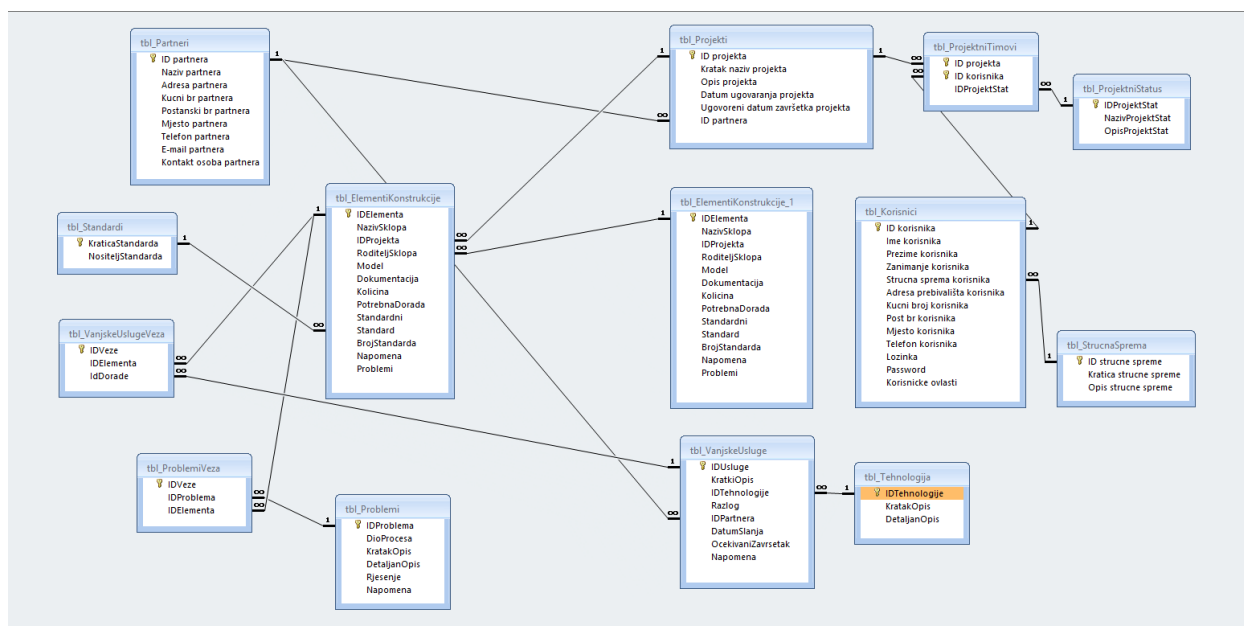 tbl_Partneri
ID partnera
Naziv partnera
Adresa partnera
Kucni br partnera
Postanski br partnera
Mjesto partnera
Telefon partnera
E-mail partnera
Kontakt osoba partnera
1
∞
tbl_Projekti
ID projekta
Kratak naziv projekta
Opis projekta
Datum ugovaranja projekta
Ugovoreni datum završetka projekta
ID partnera
1
1
∞
tbl_ProjektniTimovi
ID projekta
ID korisnika
IDProjektStat
∞
∞
∞
1
tbl_ProjektniStatus
IDProjektStat
NazivProjektStat
OpisProjektStat
tbl_Standardi
KraticaStandarda
NositeljStandarda
1
tbl_ElementiKonstrukcije
IDElementa
NazivSklopa
IDProjekta
RoditeljSklopa
Model
Dokumentacija
Kolicina
PotrebnaDorada
Standardni
Standard
BrojStandarda
Napomena
Problemi
1
∞
∞
∞
tbl_ElementiKonstrukcije_1
IDElementa
NazivSklopa
IDProjekta
RoditeljSklopa
Model
Dokumentacija
Kolicina
PotrebnaDorada
Standardni
Standard
BrojStandarda
Napomena
Problemi
1
tbl_Korisnici
ID korisnika
Ime korisnika
Prezime korisnika
Zanimanje korisnika
Strucna sprema korisnika
Adresa prebivališta korisnika
Kucni broj korisnika
Post br korisnika
Mjesto korisnika
Telefon korisnika
Lozinka
Password
Korisnicke ovlasti
1
∞
tbl_StrucnaSprema
ID strucne spreme
Kratica strucne spreme
Opis strucne spreme
1
tbl_VanjskeUslugeVeza
IDVeze
IDElementa
IdDorade
∞
∞
tbl_ProblemiVeza
IDVeze
IDProblema
IDElementa
∞
∞
tbl_Problemi
IDProblema
DioProcesa
KratakOpis
DetaljanOpis
Rjesenje
Napomena
1
tbl_VanjskeUsluge
IDUsluge
KratkiOpis
IDTehnologije
Razlog
IDPartnera
DatumSlanja
OcekivaniZavrsetak
Napomena
1
∞
∞
1
tbl_Tehnologija
IDTehnologije
KratakOpis
DetaljanOpis